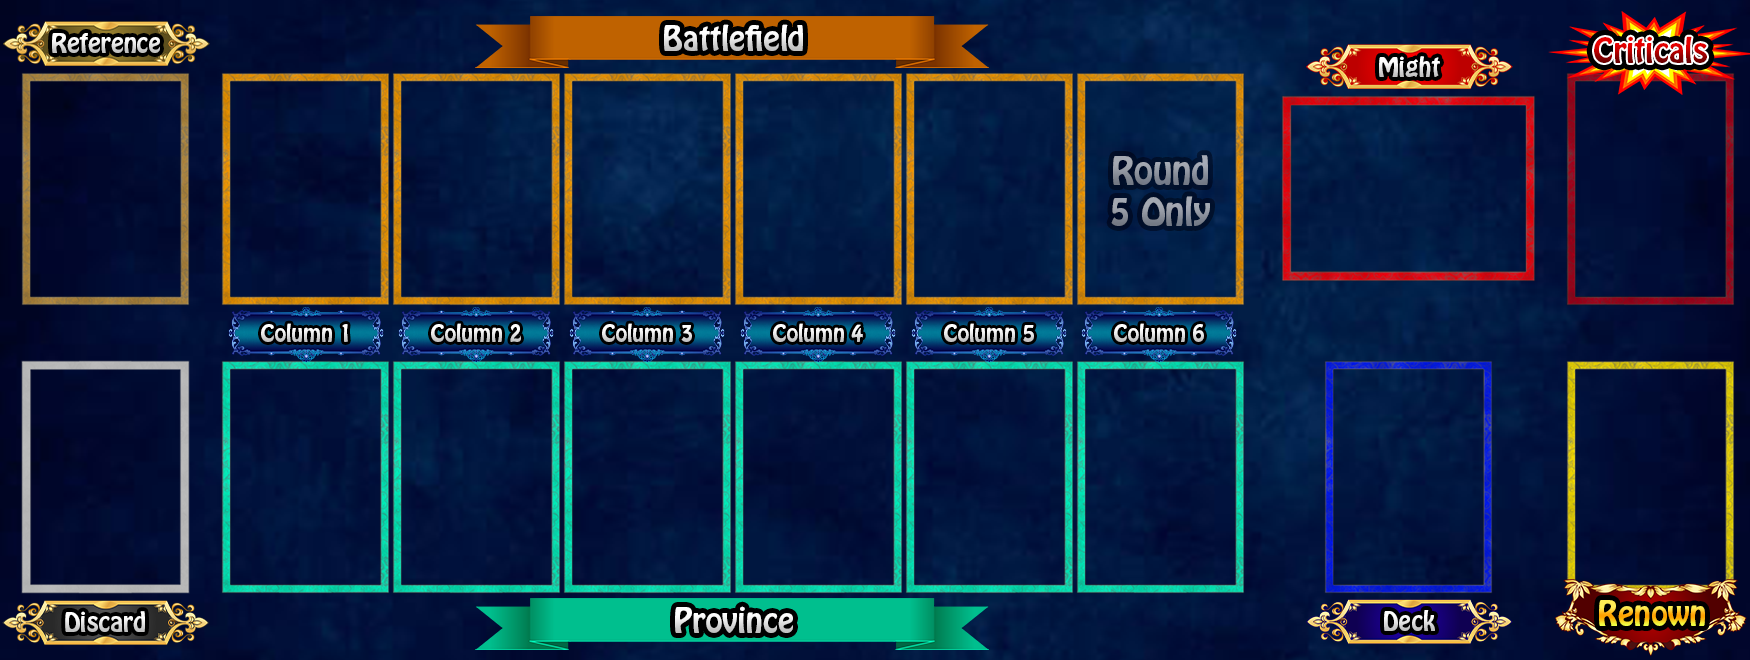 Reference
Battlefield
Might
Criticals
Round
5 Only
Column 1
Column 2
Column 3
Column 4
Column 5
Column 6
Discard
Province
Deck
Renown